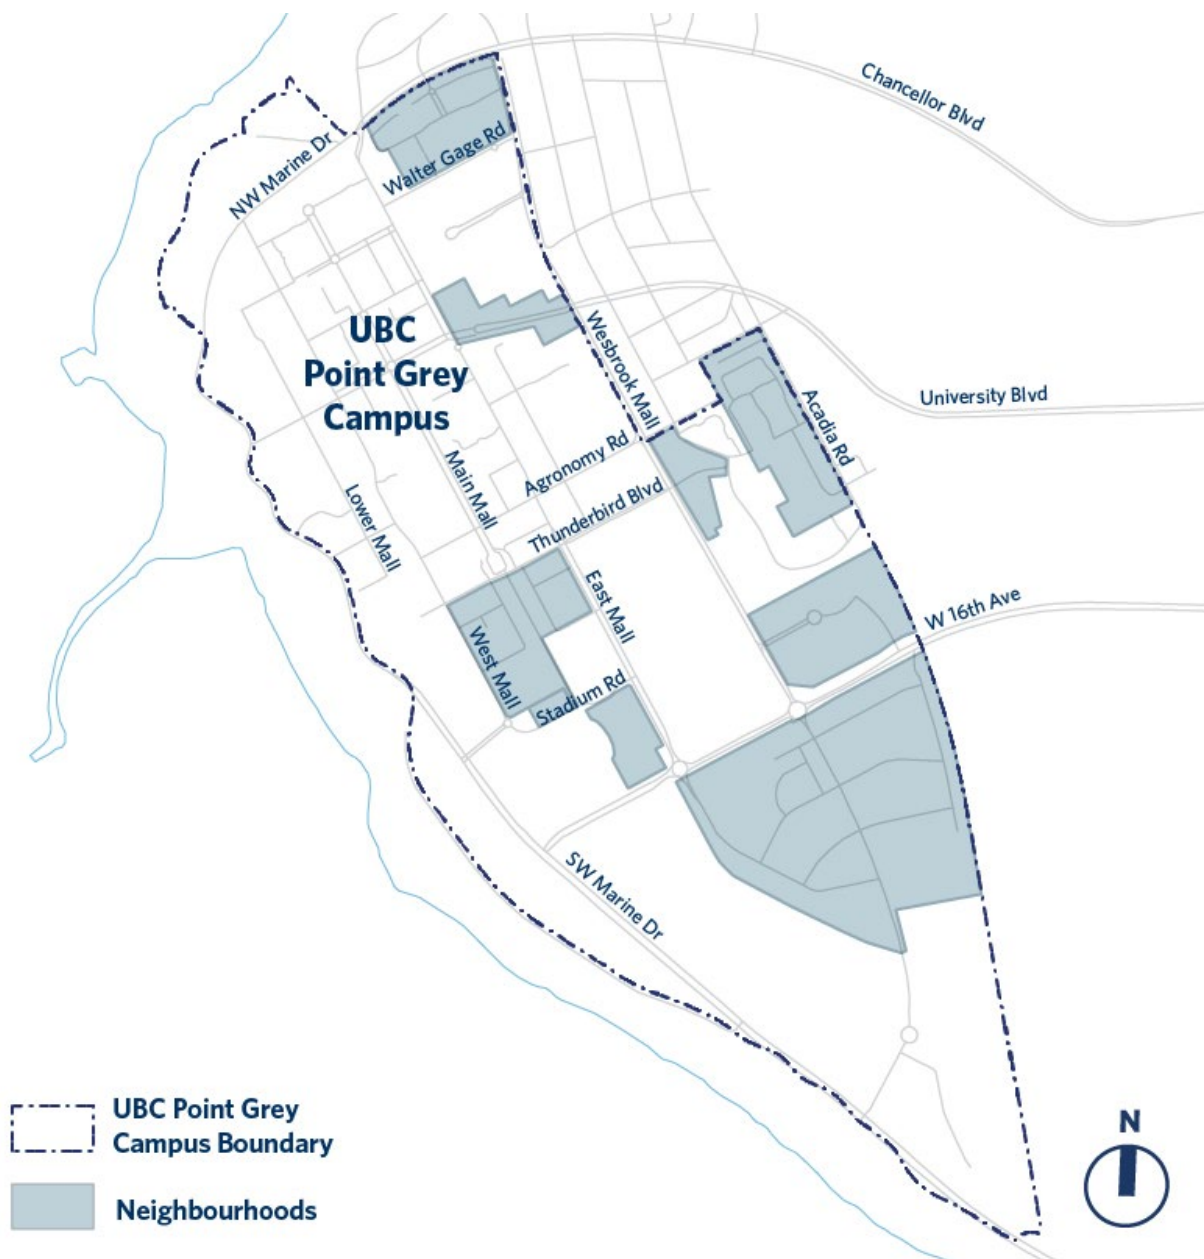 Chancellor Blvd
NW Marine Dr
Walter Gage Rd
UBC
Point Grey
Campus
Wesbrook Mall
University Blvd
Acadia Rd
Agronomy Rd
Main Mall
Lower Mall
Thunderbird Blvd
East Mall
W 16th Ave
West Mall
Stadium Rd
SW Marine Dr
UBC Point Grey
Campus Boundary
Neighbourhoods
N